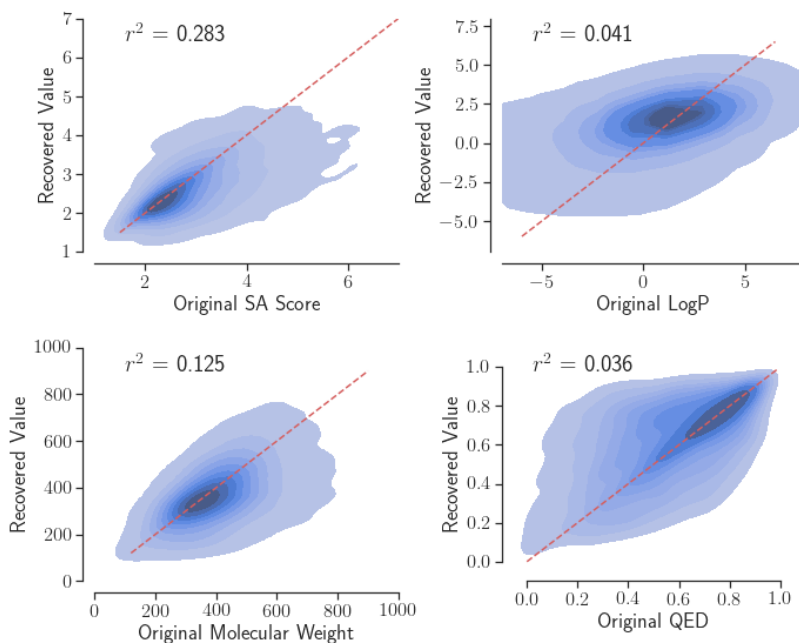 r² = 0.283
Recovered Value
7
6
5
4
3
2
1
2 4 6
Original SA Score
r² = 0.041
Recovered Value
7.5
5.0
2.5
0.0
−2.5
−5.0
−5 0 5
Original LogP
r² = 0.125
Recovered Value
1000
800
600
400
200
0
0 200 400 600 800 1000
Original Molecular Weight
r² = 0.036
Recovered Value
1.0
0.8
0.6
0.4
0.2
0.0
0.0 0.2 0.4 0.6 0.8 1.0
Original QED